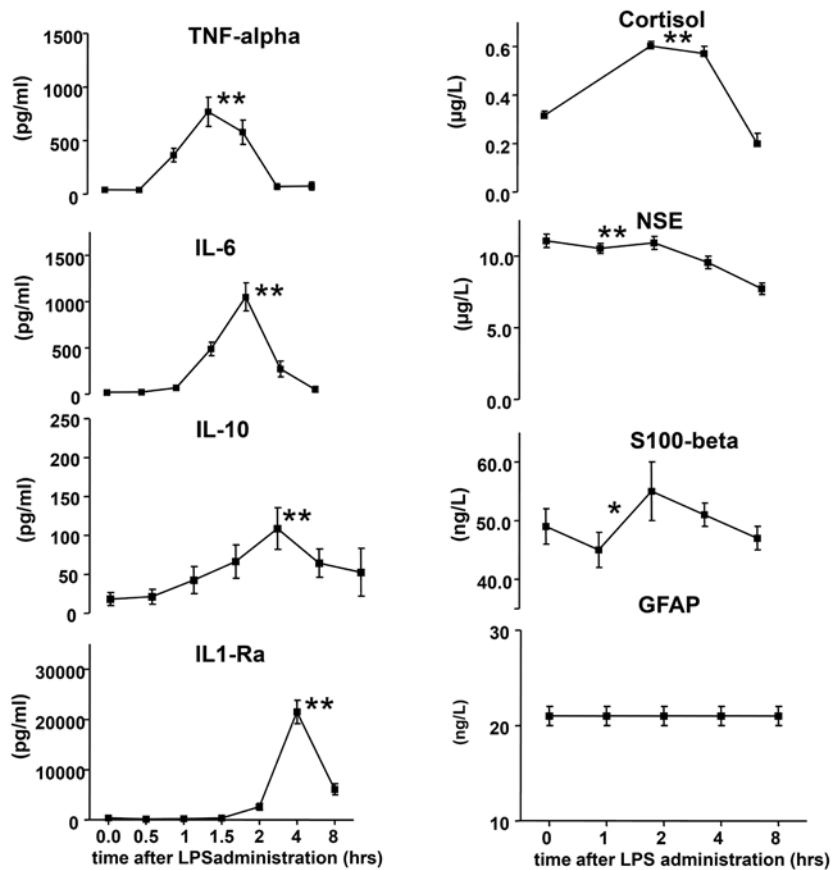 TNF-alpha
1500
1000
500
0
(pg/ml)
**
IL-6
1500
1000
500
0
(pg/ml)
**
IL-10
250
200
150
100
50
0
(pg/ml)
**
IL1-Ra
30000
20000
10000
0
(pg/ml)
**
0.0 0.5 1 1.5 2 4 8
time after LPSadministration (hrs)
Cortisol
0.6
0.4
0.2
0.0
(µg/L)
**
NSE
10.0
5.0
0.0
(µg/L)
**
S100-beta
60.0
50.0
40.0
(ng/L)
*
GFAP
30
20
10
(ng/L)
0 1 2 4 8
time after LPS administration (hrs)